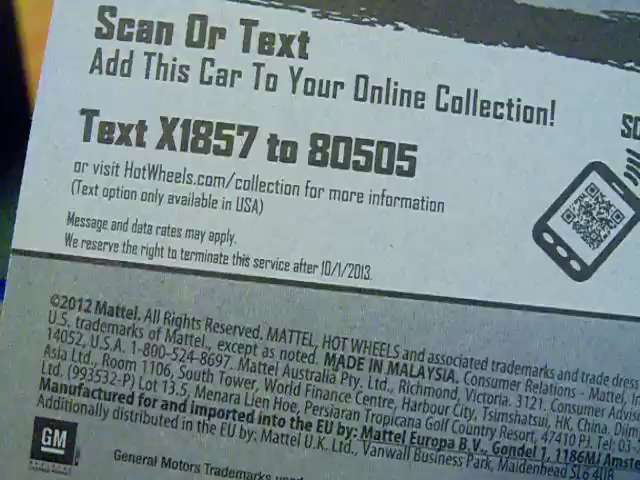 Scan Or Text
Add This Car To Your Online Collection!
Text X1857 to 80505
or visit HotWheels.com/collection for more information
(Text option only available in USA)
Message and data rates may apply.
We reserve the right to terminate this service after 10/1/2013.
©2012 Mattel. All Rights Reserved. MATTEL, HOT WHEELS and associated trademarks and trade dress
U.S. trademarks of Mattel, except as noted. MADE IN MALAYSIA. Consumer Relations - Mattel,
14052, U.S.A. 1-800-524-8697. Mattel Australia Pty. Ltd., Richmond, Victoria. 3121. Consumer
Asia Ltd., Room 1106, South Tower, World Finance Centre, Harbour City, Tsimshatsui, HK, China.
Ltd. (993532-P) Lot 13.5, Menara Lien Hoe, Persiaran Tropicana Golf Country Resort, 47410 PJ. Tel:
Manufactured for and imported into the EU by: Mattel Europa B.V., Gondel 1, 1186MJ
Additionally distributed in the EU by: Mattel U.K. Ltd., Vanwall Business Park, Maidenhead SL6 4UB
GM
General Motors Trademarks used